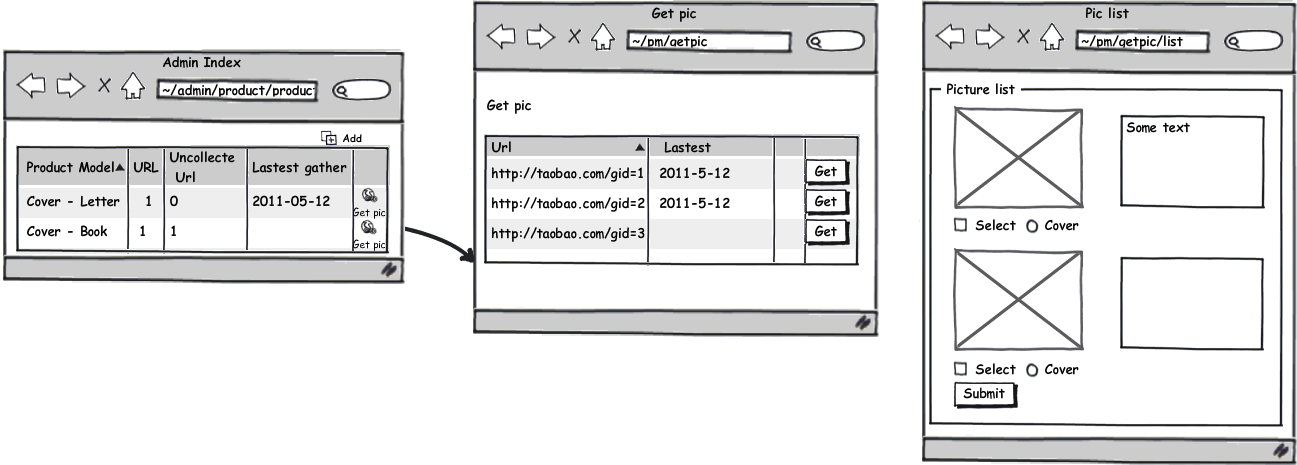 Admin Index
~/admin/product/product
Add
Product Model URL Uncollecte Url Lastest gather
Cover - Letter 1 0 2011-05-12 Get pic
Cover - Book 1 1 Get pic
Get pic
~/pm/getpic
Get pic
Url Lastest
http://taobao.com/gid=1 2011-5-12 Get
http://taobao.com/gid=2 2011-5-12 Get
http://taobao.com/gid=3 Get
Pic list
~/pm/getpic/list
Picture list
Some text
Select Cover
Select Cover
Submit